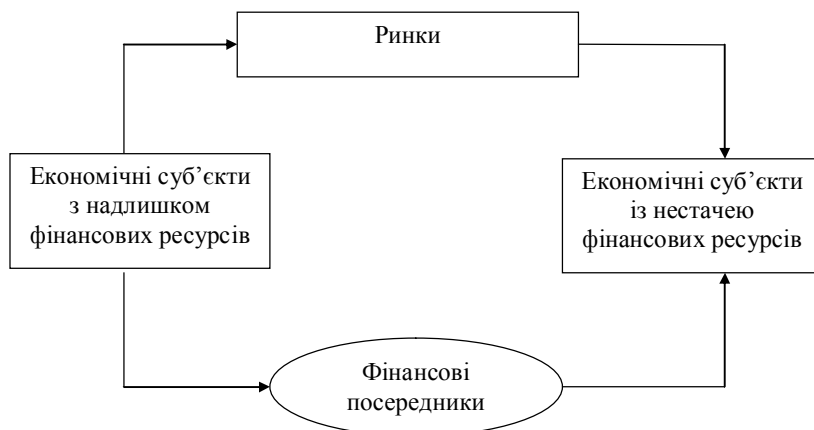 Ринки
Економічні суб’єкти
з надлишком
фінансових ресурсів
Економічні суб’єкти
із нестачею
фінансових ресурсів
Фінансові
посередники